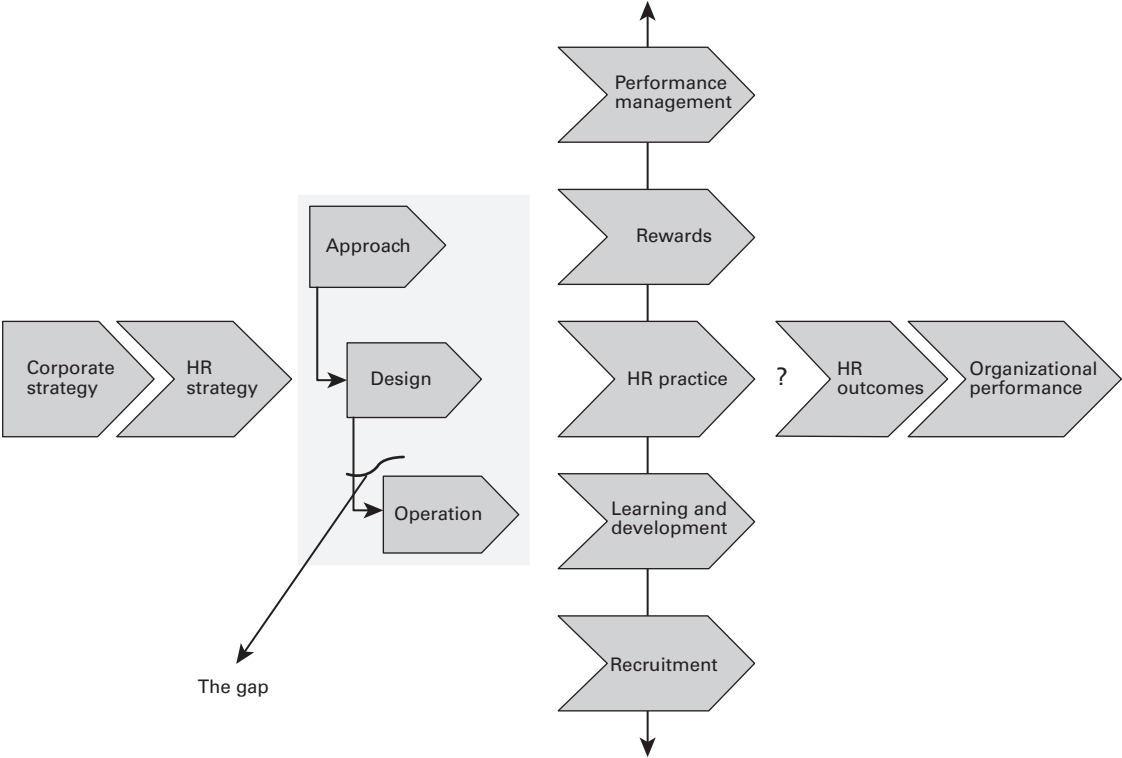 Performance
management
Rewards
Approach
Corporate
strategy
HR
strategy
Design
HR practice
?
HR
outcomes
Organizational
performance
Operation
Learning and
development
Recruitment
The gap